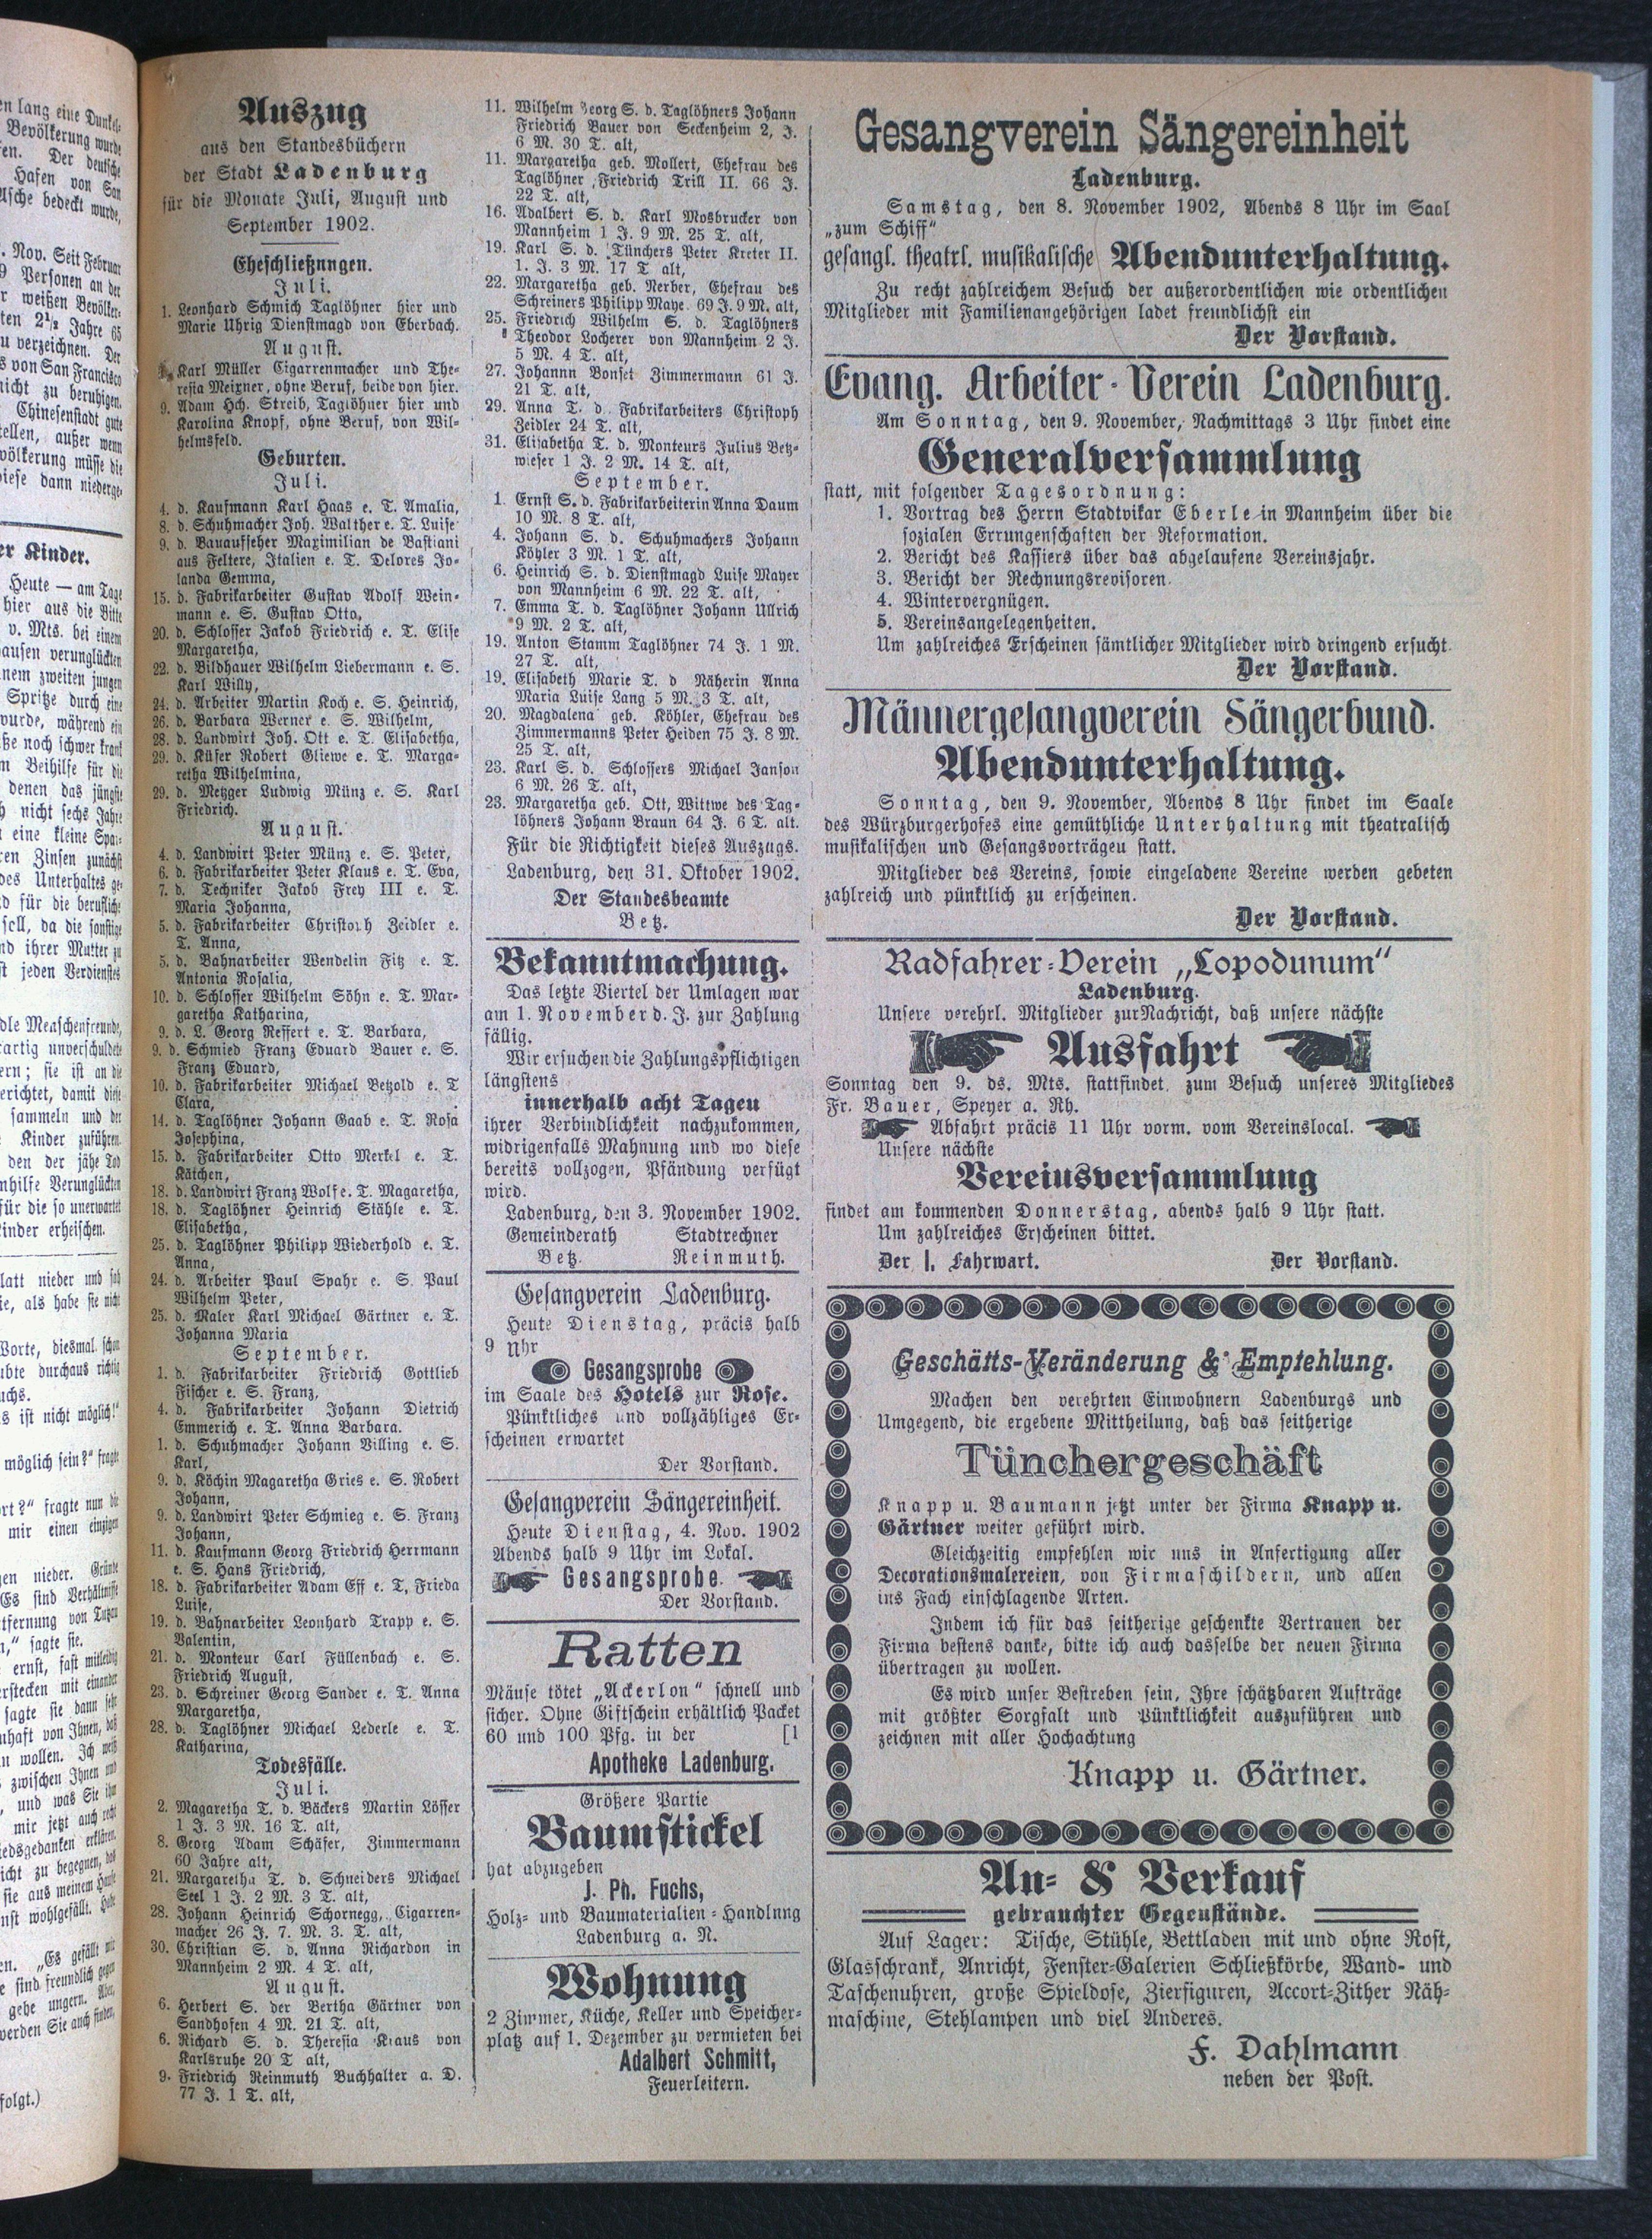 Auszug
aus den Standesbüchern
der Stadt Ladenburg
für die Monate Juli, August und
September 1902.
Eheschließnngen.
Juli.
1. Leonhard Schmich Taglöhner hier und
Marie Uhrig Dienstmagd von Eberbach.
August.
Karl Müller Cigarrenmacher und The-
resia Meixner, ohne Beruf, beide von hier.
9. Adam Hch. Streib, Taglöhner hier und
Karolina Knopf, ohne Beruf, von Wil-
helmsfeld.
Geburten.
Juli.
4. d. Kaufmann Karl Haas e. T. Amalia,
8. d. Schuhmacher Joh. Walther e. T. Luise
9. d. Bauaufseher Maximilian de Bastiani
aus Feltere, Italien e. T. Delores Jo-
landa Gemma,
15. d. Fabrikarbeiter Gustav Adolf Wein-
mann e. S. Gustav Otto,
20. d. Schlosser Jakob Friedrich e. T. Elise
Margaretha,
22. d. Bildhauer Wilhelm Liebermann e. S.
Karl Willy,
24. d. Arbeiter Martin Koch e. S. Heinrich,
26. d. Barbara Werner e. S. Wilhelm,
28. d. Landwirt Joh. Ott e. T. Elisabetha,
29. d. Küfer Robert Gliewe e. T. Marga-
retha Wilhelmina,
29. d. Metzger Ludwig Münz e. S. Karl
Friedrich.
August.
4. d. Landwirt Peter Münz e. S. Peter,
6. d. Fabrikarbeiter Peter Klaus e. T. Eva,
7. d. Techniker Jakob Frey III e. T.
Maria Johanna,
5. d. Fabrikarbeiter Christoph Zeidler e.
T. Anna,
5. d. Bahnarbeiter Wendelin Fitz e. T.
Antonia Rosalia,
10. d. Schlosser Wilhelm Söhn e. T. Mar-
garetha Katharina,
9. d. L. Georg Reffert e. T. Barbara,
9. d. Schmied Franz Eduard Bauer e. S.
Franz Eduard,
10. d. Fabrikarbeiter Michael Betzold e. T
Clara,
14. d. Taglöhner Johann Gaab e. T. Rosa
Josephina,
15. d. Fabrikarbeiter Otto Merkel e. T.
Kätchen,
18. d. Landwirt Franz Wolf e. T. Magaretha,
18. d. Taglöhner Heinrich Stähle e. T.
Elisabetha,
25. d. Taglöhner Philipp Wiederhold e. T.
Anna,
24. d. Arbeiter Paul Spahr e. S. Paul
Wilhelm Peter,
25. d. Maler Karl Michael Gärtner e. T.
Johanna Maria
September.
1. d. Fabrikarbeiter Friedrich Gottlieb
Fischer e. S. Franz,
4. d. Fabrikarbeiter Johann Dietrich
Emmerich e. T. Anna Barbara.
1. d. Schuhmacher Johann Villing e. S.
Karl,
9. d. Köchin Magaretha Gries e. S. Robert
Johann,
9. d. Landwirt Peter Schmieg e. S. Franz
Johann,
11. d. Kaufmann Georg Friedrich Herrmann
e. S. Hans Friedrich,
18. d. Fabrikarbeiter Adam Eff e. T, Frieda
Luise,
19. d. Bahnarbeiter Leonhard Trapp e. S.
Valentin,
21. d. Monteur Carl Füllenbach e. S.
Friedrich August,
23. d. Schreiner Georg Sander e. T. Anna
Margaretha,
28. d. Taglöhner Michael Lederle e. T.
Katharina,
Todesfälle.
Juli.
2. Magaretha T. d. Bäckers Martin Lösser
1 J. 3 M. 16 T. alt,
8. Georg Adam Schäfer, Zimmermann
60 Jahre alt,
21. Margaretha T. d. Schneiders Michael
Seel 1 J. 2 M. 3 T. alt,
28. Johann Heinrich Schornegg, Cigarren-
macher 26 J. 7. M. 3. T. alt,
30. Christian S. d. Anna Richardon in
Mannheim 2 M. 4 T. alt,
August.
6. Herbert S. der Bertha Gärtner von
Sandhofen 4 M. 21 T. alt,
6. Richard S. d. Theresia Kraus von
Karlsruhe 20 T alt,
9. Friedrich Reinmuth Buchhalter a. D.
77 J. 1 T. alt,
11. Wilhelm Georg S. d. Taglöhners Johann
Friedrich Bauer von Seckenheim 2, J.
6 M. 30 T. alt,
11. Margaretha geb. Mollert, Ehefrau des
Taglöhner Friedrich Trill II. 66 J.
22 T. alt,
16. Adalbert S. d. Karl Mosbrucker von
Mannheim 1 J. 9 M. 25 T. alt,
19. Karl S. d. Tünchers Peter Kreter II.
1. J. 3 M. 17 T alt,
22. Margaretha geb. Nerber, Ehefrau des
Schreiners Philipp Maye. 69 J. 9 M. alt,
25. Friedrich Wilhelm S. d. Taglöhners
Theodor Locherer von Mannheim 2 J.
5 M. 4 T. alt,
27. Johannn Bonset Zimmermann 61 J.
21 T. alt,
29. Anna T. d. Fabrikarbeiters Christoph
Zeidler 24 T. alt,
31. Elisabetha T. d. Monteurs Julius Betz-
wieser 1 J. 2 M. 14 T. alt,
September.
1. Ernst S. d. Fabrikarbeiterin Anna Daum
10 M. 8 T. alt,
4. Johann S. d. Schuhmachers Johann
Köhler 3 M. 1 T. alt,
6. Heinrich S. d. Dienstmagd Luise Mayer
von Mannheim 6 M. 22 T. alt,
7. Emma T. d. Taglöhner Johann Ullrich
9 M. 2 T. alt,
19. Anton Stamm Taglöhner 74 J. 1 M.
27 T. alt,
19. Elisabeth Marie T. d Näherin Anna
Maria Luise Lang 5 M. 3 T. alt,
20. Magdalena geb. Köhler, Ehefrau des
Zimmermanns Peter Heiden 75 J. 8 M.
25 T. alt,
23. Karl S. d. Schlossers Michael Janson
6 M. 26 T. alt,
23. Margaretha geb. Ott, Wittwe des Tag-
löhners Johann Braun 64 J. 6 T. alt.
Für die Richtigkeit dieses Auszugs.
Ladenburg, den 31. Oktober 1902.
Der Standesbeamte
Betz.
Bekanntmachung.
Das letzte Viertel der Umlagen war
am 1. November d. J. zur Zahlung
fällig.
Wir ersuchen die Zahlungspflichtigen
längstens
innerhalb acht Tagen
ihrer Verbindlichkeit nachzukommen,
widrigenfalls Mahnung und wo diese
bereits vollzogen, Pfändung verfügt
wird.
Ladenburg, den 3. November 1902.
Gemeinderath Stadtrechner
Betz. Reinmuth.
Gesangverein Ladenburg.
Heute Dienstag, präcis halb
9 Uhr
Gesangsprobe
im Saale des Hotels zur Rose.
Pünktliches und vollzähliges Er-
scheinen erwartet
Der Vorstand.
Gesangverein Sängereinheit.
Heute Dienstag, 4. Nov. 1902
Abends halb 9 Uhr im Lokal.
Gesangsprobe.
Der Vorstand.
Ratten
Mäuse tötet „Ackerlon“ schnell und
sicher. Ohne Giftschein erhältlich Packet
60 und 100 Pfg. in der [1
Apotheke Ladenburg.
Größere Partie
Baumstickel
hat abzugeben
J. Ph. Fuchs,
Holz- und Baumaterialien-Handlnng
Ladenburg a. N.
Wohnung
2 Zimmer, Küche, Keller und Speicher-
platz auf 1. Dezember zu vermieten bei
Adalbert Schmitt,
Feuerleitern.
Gesangverein Sängereinheit
Ladenburg.
Samstag, den 8. November 1902, Abends 8 Uhr im Saal
„zum Schiff“
gesangl. theatrl. musikalische Abendunterhaltung.
Zu recht zahlreichem Besuch der außerordentlichen wie ordentlichen
Mitglieder mit Familienangehörigen ladet freundlichst ein
Der Vorstand.
Evang. Arbeiter-Verein Ladenburg.
Am Sonntag, den 9. November, Nachmittags 3 Uhr findet eine
Generalversammlung
statt, mit folgender Tagesordnung:
1. Vortrag des Herrn Stadtvikar Eberle in Mannheim über die
sozialen Errungenschaften der Reformation.
2. Bericht des Kassiers über das abgelaufene Vereinsjahr.
3. Bericht der Rechnungsrevisoren.
4. Wintervergnügen.
5. Vereinsangelegenheiten.
Um zahlreiches Erscheinen sämtlicher Mitglieder wird dringend ersucht.
Der Vorstand.
Männergesangverein Sängerbund.
Abendunterhaltung.
Sonntag, den 9. November, Abends 8 Uhr findet im Saale
des Würzburgerhofes eine gemüthliche Unterhaltung mit theatralisch
musikalischen und Gesangsvorträgeu statt.
Mitglieder des Vereins, sowie eingeladene Vereine werden gebeten
zahlreich und pünktlich zu erscheinen.
Der Vorstand.
Radfahrer-Verein „Lopodunum“
Ladenburg.
Unsere verehrl. Mitglieder zur Nachricht, daß unsere nächste
Ausfahrt
Sonntag den 9. ds. Mts. stattfindet zum Besuch unseres Mitgliedes
Fr. Bauer, Speyer a. Rh.
Abfahrt präcis 11 Uhr vorm. vom Vereinslocal.
Unsere nächste
Vereiusversammlung
findet am kommenden Donnerstag, abends halb 9 Uhr statt.
Um zahlreiches Erscheinen bittet.
Der I. Fahrwart. Der Vorstand.
Geschäfts-Veränderung & Empfehlung.
Machen den verehrten Einwohnern Ladenburgs und
Umgegend, die ergebene Mittheilung, daß das seitherige
Tünchergeschäft
Knapp u. Baumann jetzt unter der Firma Knapp u.
Gärtner weiter geführt wird.
Gleichzeitig empfehlen wir uns in Anfertigung aller
Decorationsmalereien, von Firmaschildern, und allen
ins Fach einschlagende Arten.
Indem ich für das seitherige geschenkte Vertrauen der
Firma bestens danke, bitte ich auch dasselbe der neuen Firma
übertragen zu wollen.
Es wird unser Bestreben sein, Ihre schätzbaren Aufträge
mit größter Sorgfalt und Pünktlichkeit auszuführen und
zeichnen mit aller Hochachtung
Knapp u. Gärtner.
An- & Verkauf
gebrauchter Gegenstände.
Auf Lager: Tische, Stühle, Bettladen mit und ohne Rost,
Glasschrank, Anricht, Fenster-Galerien Schließkörbe, Wand- und
Taschenuhren, große Spieldose, Zierfiguren, Accort-Zither Näh-
maschine, Stehlampen und viel Anderes.
F. Dahlmann
neben der Post.